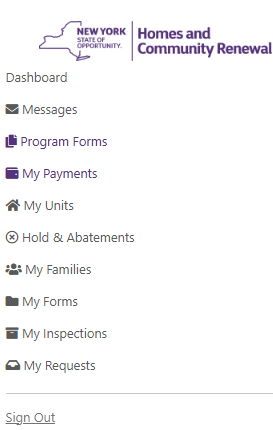 NEW YORK
STATE OF
OPPORTUNITY.
Homes and
Community Renewal
Dashboard
Messages
Program Forms
My Payments
My Units
Hold & Abatements
My Families
My Forms
My Inspections
My Requests
Sign Out